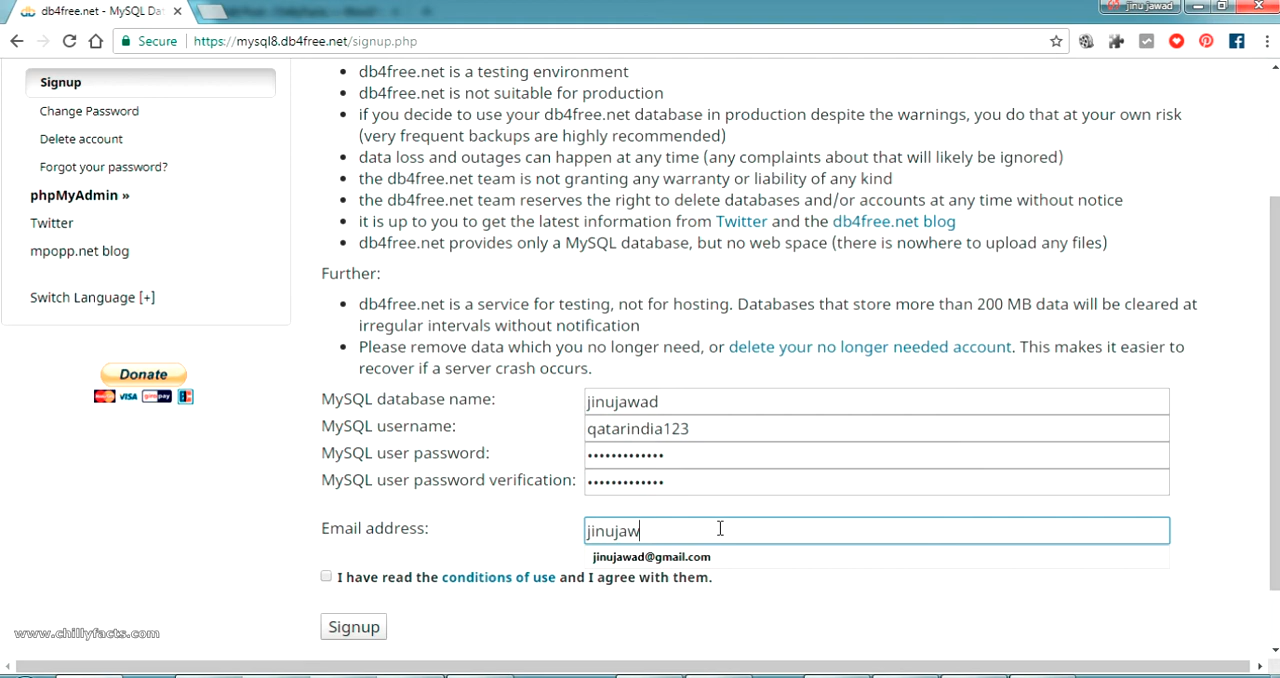 db4free.net - MySQL Da
jinu jawad
Secure https://mysql8.db4free.net/signup.php
Signup
Change Password
Delete account
Forgot your password?
phpMyAdmin »
Twitter
mpopp.net blog
Switch Language [+]
Donate
VISA
• db4free.net is a testing environment
• db4free.net is not suitable for production
• if you decide to use your db4free.net database in production despite the warnings, you do that at your own risk
(very frequent backups are highly recommended)
• data loss and outages can happen at any time (any complaints about that will likely be ignored)
• the db4free.net team is not granting any warranty or liability of any kind
• the db4free.net team reserves the right to delete databases and/or accounts at any time without notice
• it is up to you to get the latest information from Twitter and the db4free.net blog
• db4free.net provides only a MySQL database, but no web space (there is nowhere to upload any files)
Further:
• db4free.net is a service for testing, not for hosting. Databases that store more than 200 MB data will be cleared at
irregular intervals without notification
• Please remove data which you no longer need, or delete your no longer needed account. This makes it easier to
recover if a server crash occurs.
MySQL database name: jinujawad
MySQL username: qatarindia123
MySQL user password: •••••••••••••
MySQL user password verification: •••••••••••••
Email address: jinujaw
jinujawad@gmail.com
I have read the conditions of use and I agree with them.
Signup
www.chillyfacts.com